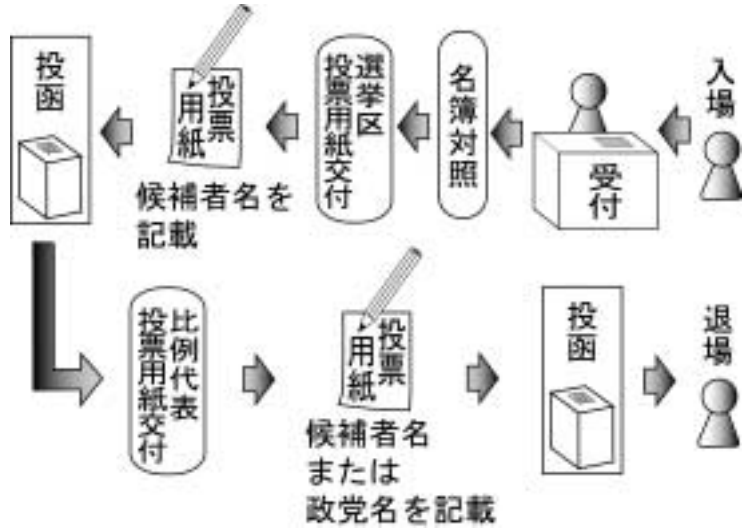 入場
受付
名簿対照
選挙区
投票用紙交付
投票
用紙
候補者名を
記載
投函
比例代表
投票用紙交付
投票
用紙
候補者名
または
政党名を記載
投函
退場